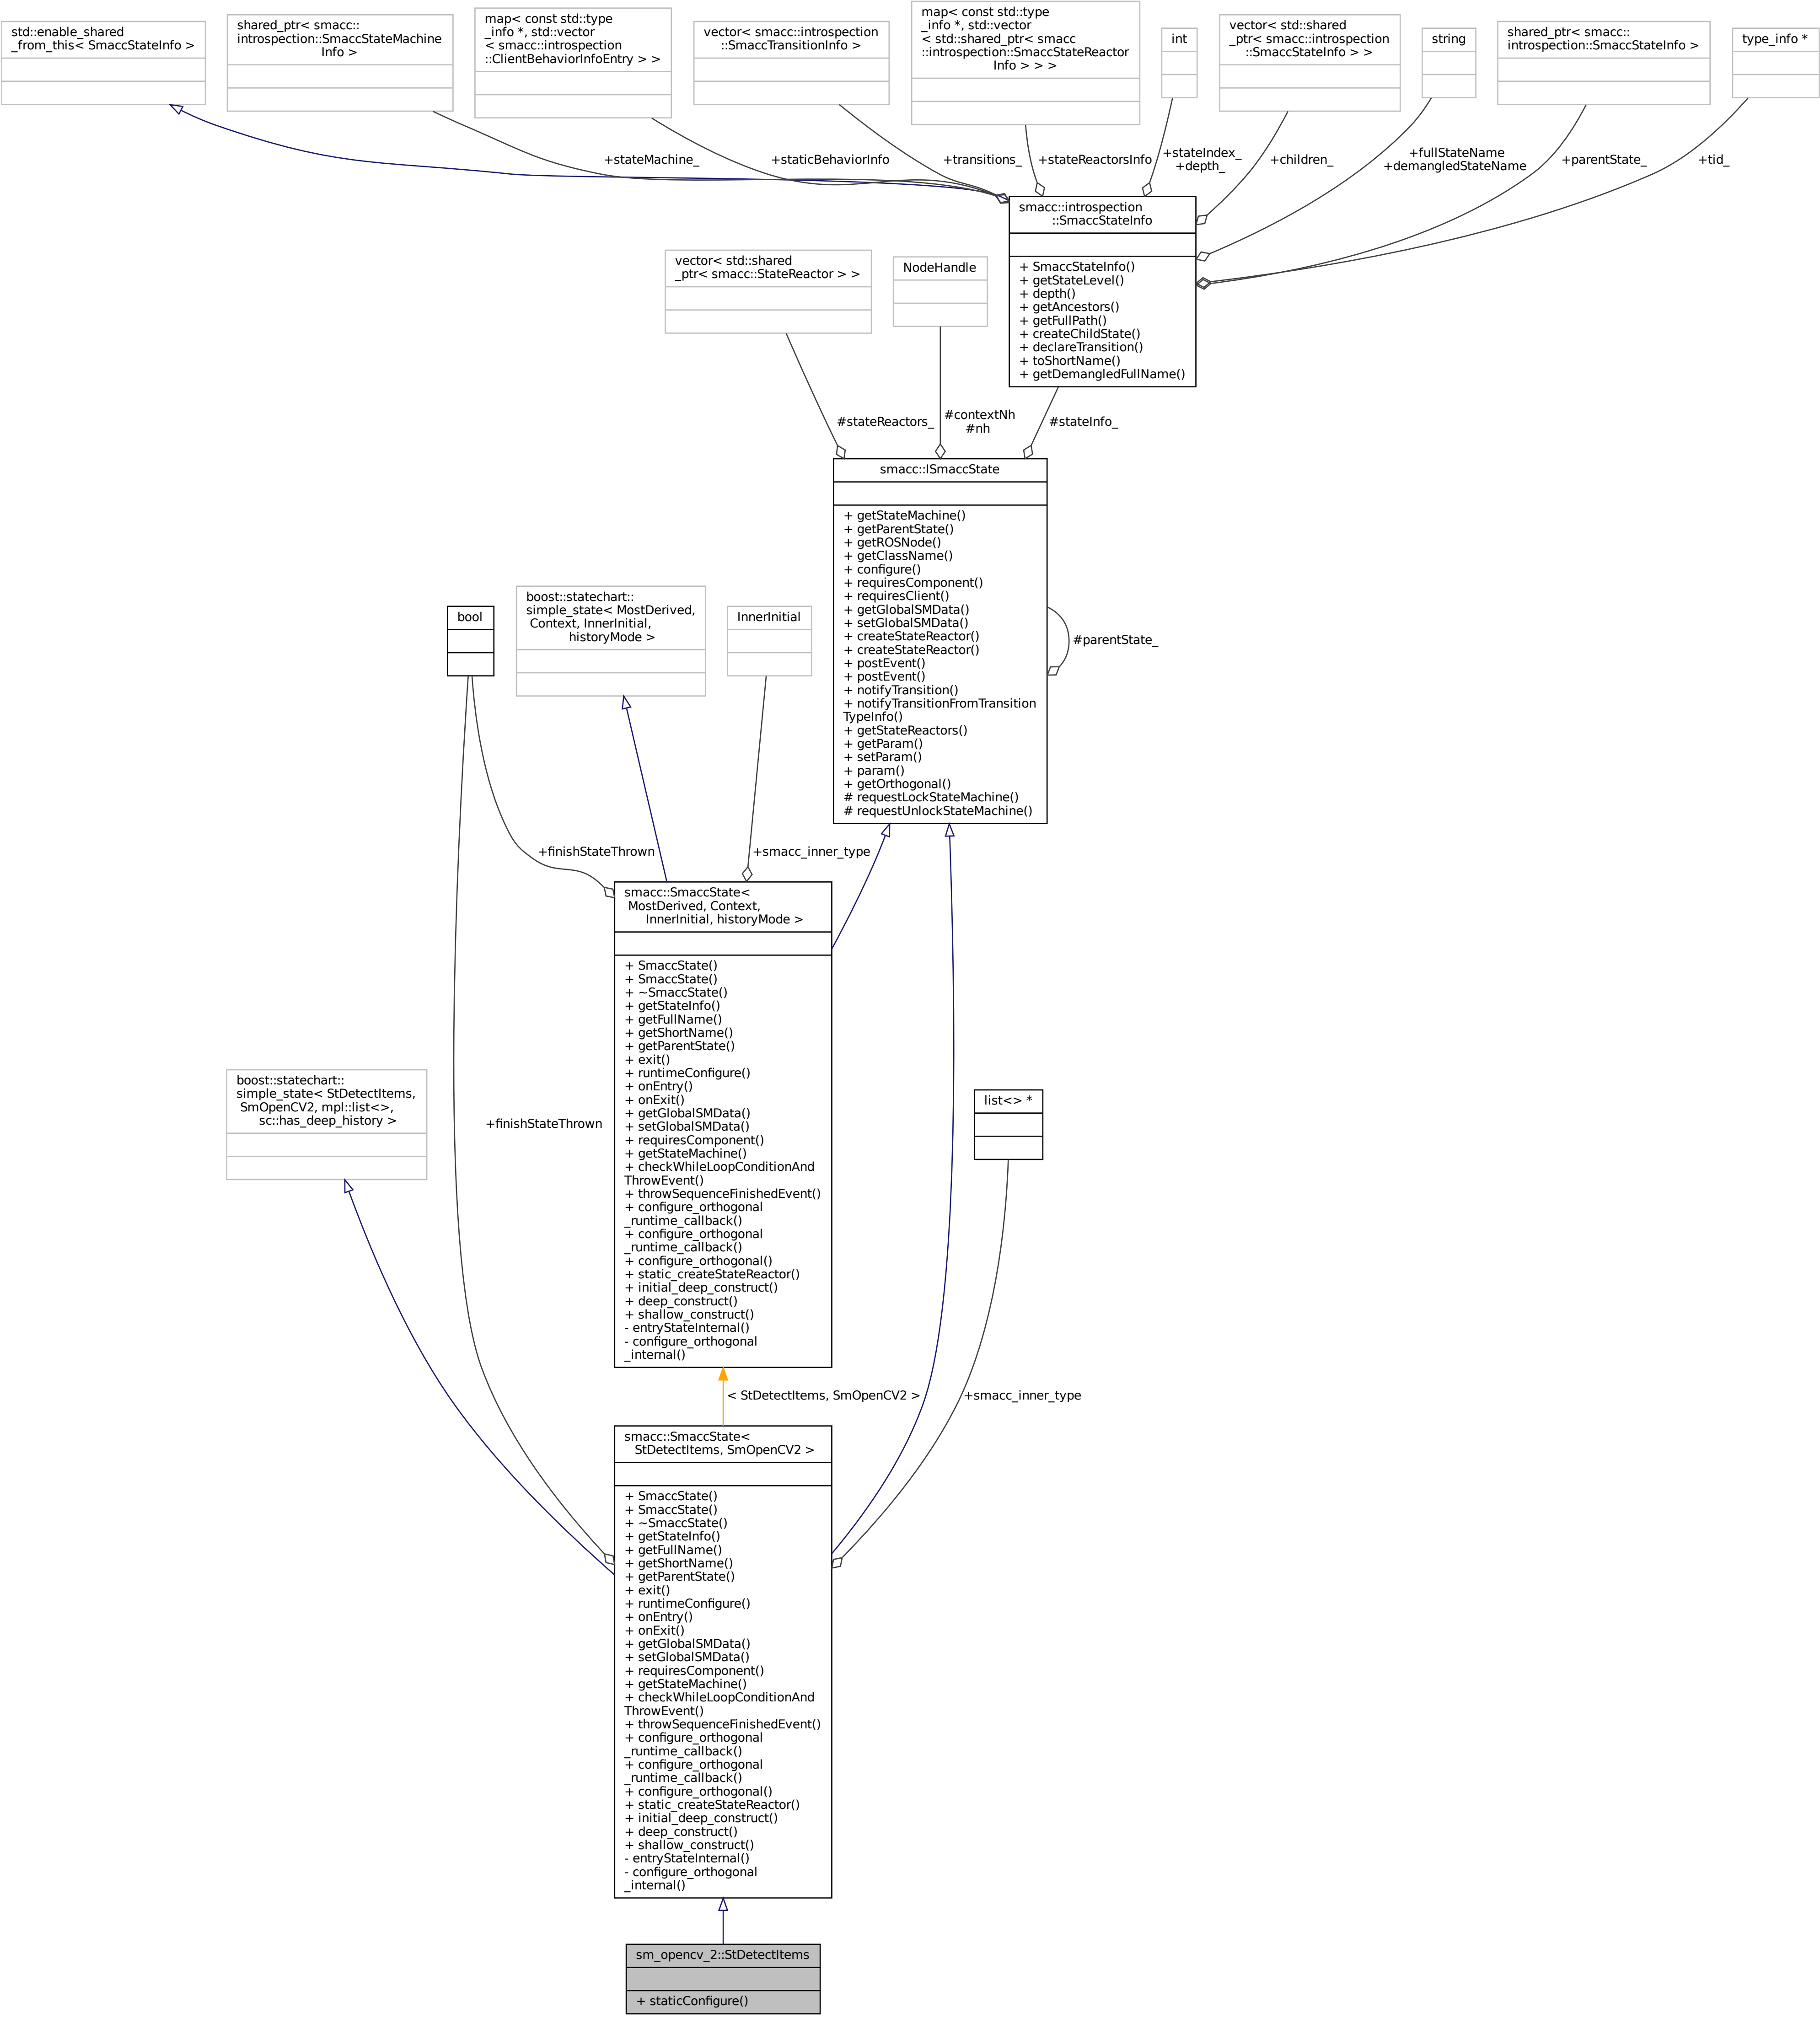 std::enable_shared
_from_this< SmaccStateInfo >
shared_ptr< smacc::
introspection::SmaccStateMachine
Info >
map< const std::type
_info *, std::vector
< smacc::introspection
::ClientBehaviorInfoEntry > >
vector< smacc::introspection
::SmaccTransitionInfo >
map< const std::type
_info *, std::vector
< std::shared_ptr< smacc
::introspection::SmaccStateReactor
Info > > >
int
vector< std::shared
_ptr< smacc::introspection
::SmaccStateInfo > >
string
shared_ptr< smacc::
introspection::SmaccStateInfo >
type_info *
+stateMachine_
+staticBehaviorInfo
+transitions_
+stateReactorsInfo
+stateIndex_
+depth_
+children_
+fullStateName
+demangledStateName
+parentState_
+tid_
smacc::introspection
::SmaccStateInfo
+ SmaccStateInfo()
+ getStateLevel()
+ depth()
+ getAncestors()
+ getFullPath()
+ createChildState()
+ declareTransition()
+ toShortName()
+ getDemangledFullName()
vector< std::shared
_ptr< smacc::StateReactor > >
NodeHandle
#stateReactors_
#contextNh
#nh
#stateInfo_
smacc::ISmaccState
+ getStateMachine()
+ getParentState()
+ getROSNode()
+ getClassName()
+ configure()
+ requiresComponent()
+ requiresClient()
+ getGlobalSMData()
+ setGlobalSMData()
+ createStateReactor()
+ createStateReactor()
+ postEvent()
+ postEvent()
+ notifyTransition()
+ notifyTransitionFromTransition
TypeInfo()
+ getStateReactors()
+ getParam()
+ setParam()
+ param()
+ getOrthogonal()
# requestLockStateMachine()
# requestUnlockStateMachine()
#parentState_
bool
boost::statechart::
simple_state< MostDerived,
Context, InnerInitial,
historyMode >
InnerInitial
+finishStateThrown
+smacc_inner_type
smacc::SmaccState<
MostDerived, Context,
InnerInitial, historyMode >
+ SmaccState()
+ SmaccState()
+ ~SmaccState()
+ getStateInfo()
+ getFullName()
+ getShortName()
+ getParentState()
+ exit()
+ runtimeConfigure()
+ onEntry()
+ onExit()
+ getGlobalSMData()
+ setGlobalSMData()
+ requiresComponent()
+ getStateMachine()
+ checkWhileLoopConditionAnd
ThrowEvent()
+ throwSequenceFinishedEvent()
+ configure_orthogonal
_runtime_callback()
+ configure_orthogonal
_runtime_callback()
+ configure_orthogonal()
+ static_createStateReactor()
+ initial_deep_construct()
+ deep_construct()
+ shallow_construct()
- entryStateInternal()
- configure_orthogonal
_internal()
boost::statechart::
simple_state< StDetectItems,
SmOpenCV2, mpl::list<>,
sc::has_deep_history >
+finishStateThrown
list<> *
< StDetectItems, SmOpenCV2 >
+smacc_inner_type
smacc::SmaccState<
StDetectItems, SmOpenCV2 >
+ SmaccState()
+ SmaccState()
+ ~SmaccState()
+ getStateInfo()
+ getFullName()
+ getShortName()
+ getParentState()
+ exit()
+ runtimeConfigure()
+ onEntry()
+ onExit()
+ getGlobalSMData()
+ setGlobalSMData()
+ requiresComponent()
+ getStateMachine()
+ checkWhileLoopConditionAnd
ThrowEvent()
+ throwSequenceFinishedEvent()
+ configure_orthogonal
_runtime_callback()
+ configure_orthogonal
_runtime_callback()
+ configure_orthogonal()
+ static_createStateReactor()
+ initial_deep_construct()
+ deep_construct()
+ shallow_construct()
- entryStateInternal()
- configure_orthogonal
_internal()
sm_opencv_2::StDetectItems
+ staticConfigure()